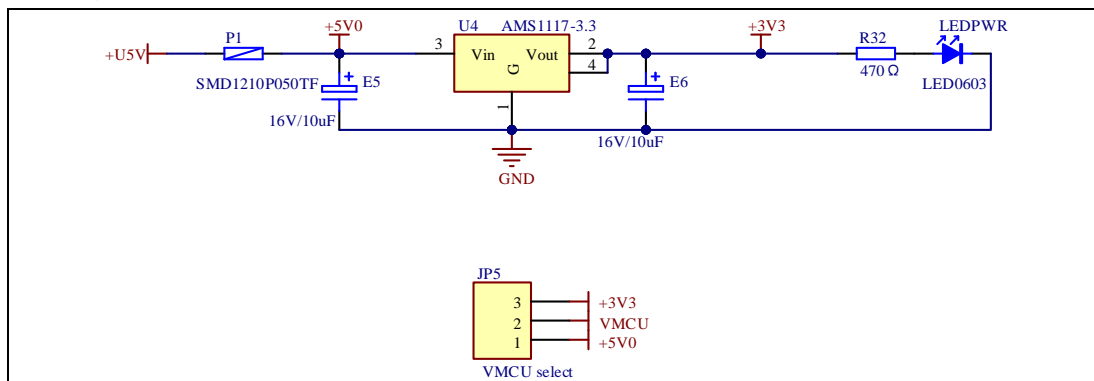 +5V0
U4 AMS1117-3.3
+3V3
LEDPWR
+U5V
P1
3
Vin
Vout
G
2
4
1
R32
470Ω
LED0603
SMD1210P050TF
E5
16V/10uF
E6
16V/10uF
GND
JP5
3 +3V3
2 VMCU
1 +5V0
VMCU select